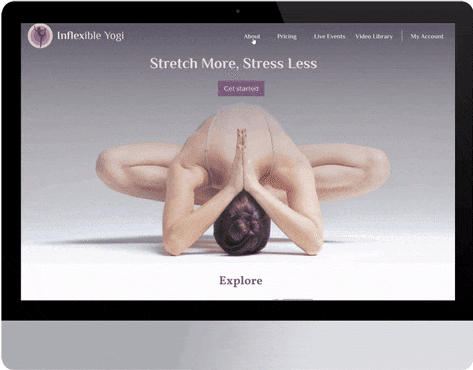 Inflexible Yogi
About Pricing Live Events Video Library My Account
Stretch More, Stress Less
Get started
Explore